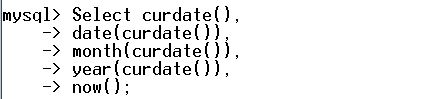 mysql> Select curdate(),
-> date(curdate()),
-> month(curdate()),
-> year(curdate()),
-> now();